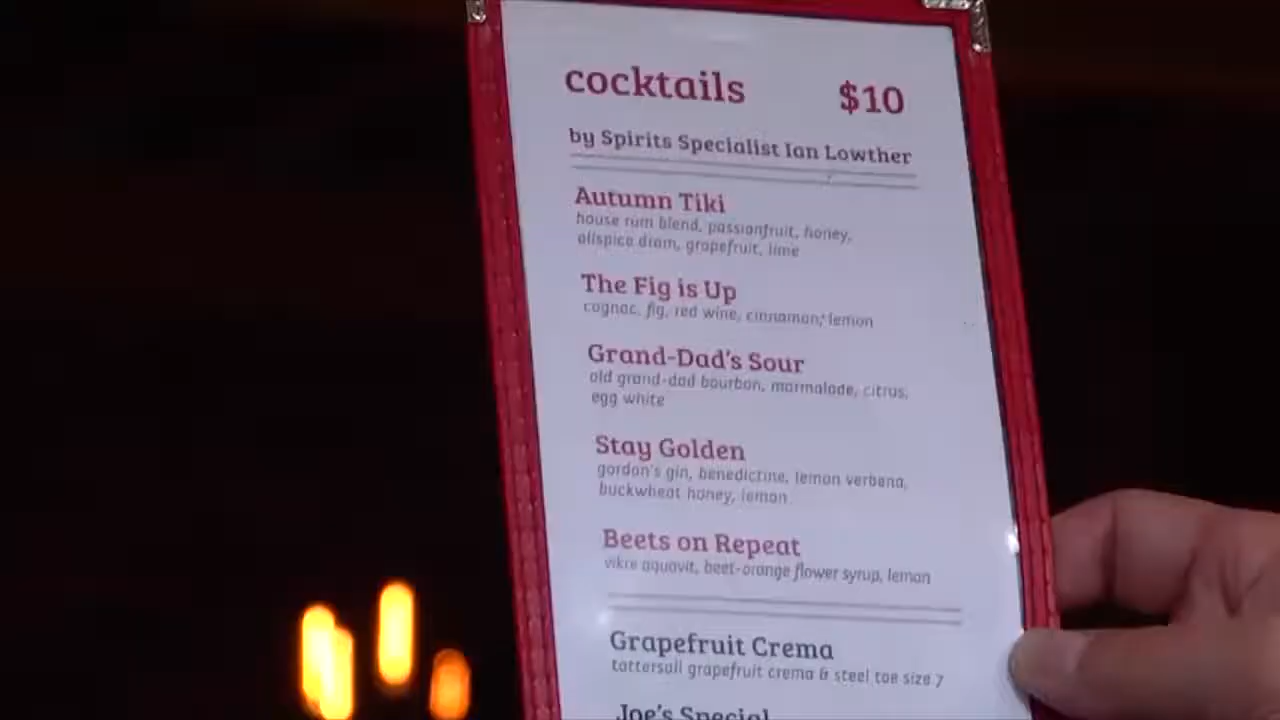 cocktails $10
by Spirits Specialist Ian Lowther
Autumn Tiki
house rum blend, passionfruit, honey,
allspice dram, grapefruit, lime
The Fig is Up
cognac, fig, red wine, cinnamon, lemon
Grand-Dad's Sour
old grand-dad bourbon, marmalade, citrus,
egg white
Stay Golden
gordon's gin, benedictine, lemon verbena,
buckwheat honey, lemon
Beets on Repeat
vikre aquavit, beet-orange flower syrup, lemon
Grapefruit Crema
tattersall grapefruit crema & steel toe size 7
Joe's Special